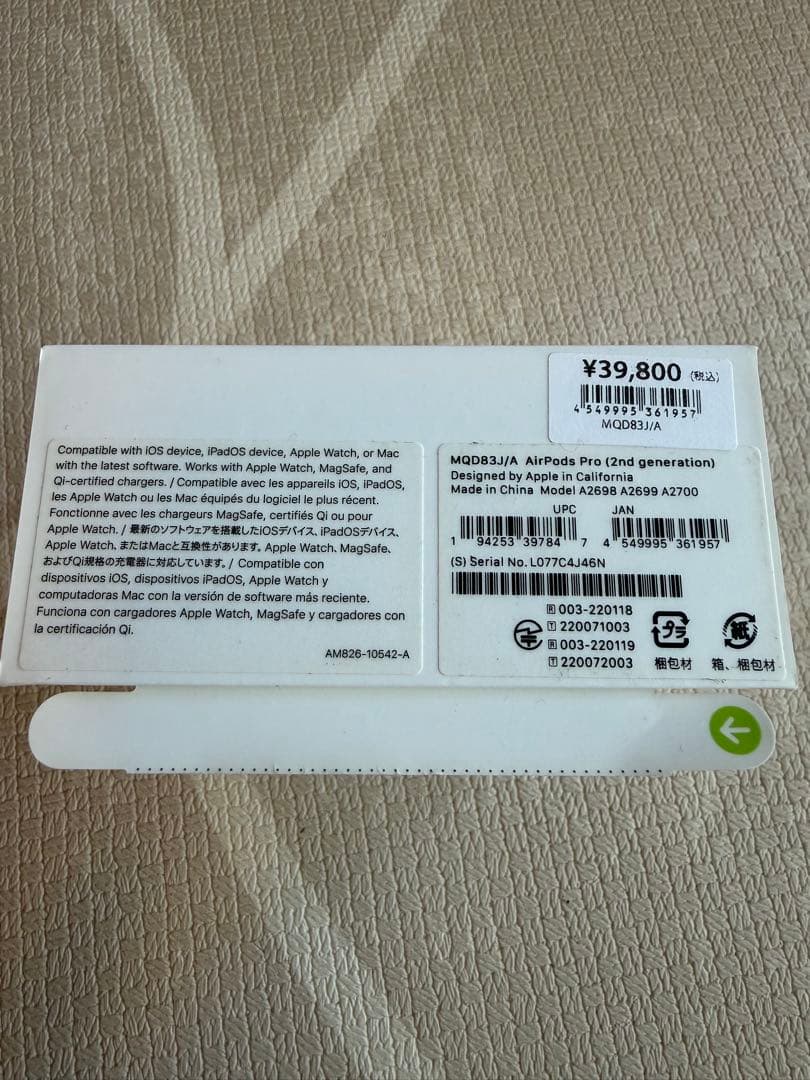 ¥39,800 (税込)
4 549995 361957
MQD83J/A
Compatible with iOS device, iPadOS device, Apple Watch, or Mac
with the latest software. Works with Apple Watch, MagSafe, and
Qi-certified chargers. / Compatible avec les appareils iOS, iPadOS,
les Apple Watch ou les Mac équipés du logiciel le plus récent.
Fonctionne avec les chargeurs MagSafe, certifiés Qi ou pour
Apple Watch. / 最新のソフトウェアを搭載したiOSデバイス、iPadOSデバイス、
Apple Watch、またはMacと互換性があります。Apple Watch、MagSafe、
およびQi規格の充電器に対応しています。/ Compatible con
dispositivos iOS, dispositivos iPadOS, Apple Watch y
computadoras Mac con la versión de software más reciente.
Funciona con cargadores Apple Watch, MagSafe y cargadores con
la certificación Qi.
AM826-10542-A
MQD83J/A AirPods Pro (2nd generation)
Designed by Apple in California
Made in China Model A2698 A2699 A2700
UPC JAN
1 94253 39784 7 4 549995 361957
(S) Serial No. L077C4J46N
R 003-220118
T 220071003
R 003-220119
T 220072003
プラ
紙
梱包材 箱、梱包材